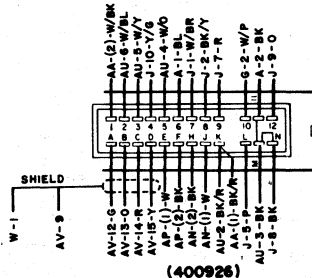 AA-(2)-W/BK
AU-6-W/BL
AU-5-W/Y
J-10-Y/G
AU-4-W/O
A-1-BL
J-1-W/BR
J-2-BK/Y
J-7-R
G-2-W/P
A-2-BK
J-9-O
1 2 3 4 5 6 7 8 9 10 11 12
A B C D E F H J K L M N
SHIELD
W-1
AV-9
AV-12-G
AV-13-O
AV-14-R
AV-15-Y
AP-(1)-W
AP-(2)-BK
AN-(2)-BK
AN-(1)-W
AU-2-BK/R
AA-(1)-BK/R
J-5-P
AU-3-BK
J-8-BK
(400926)